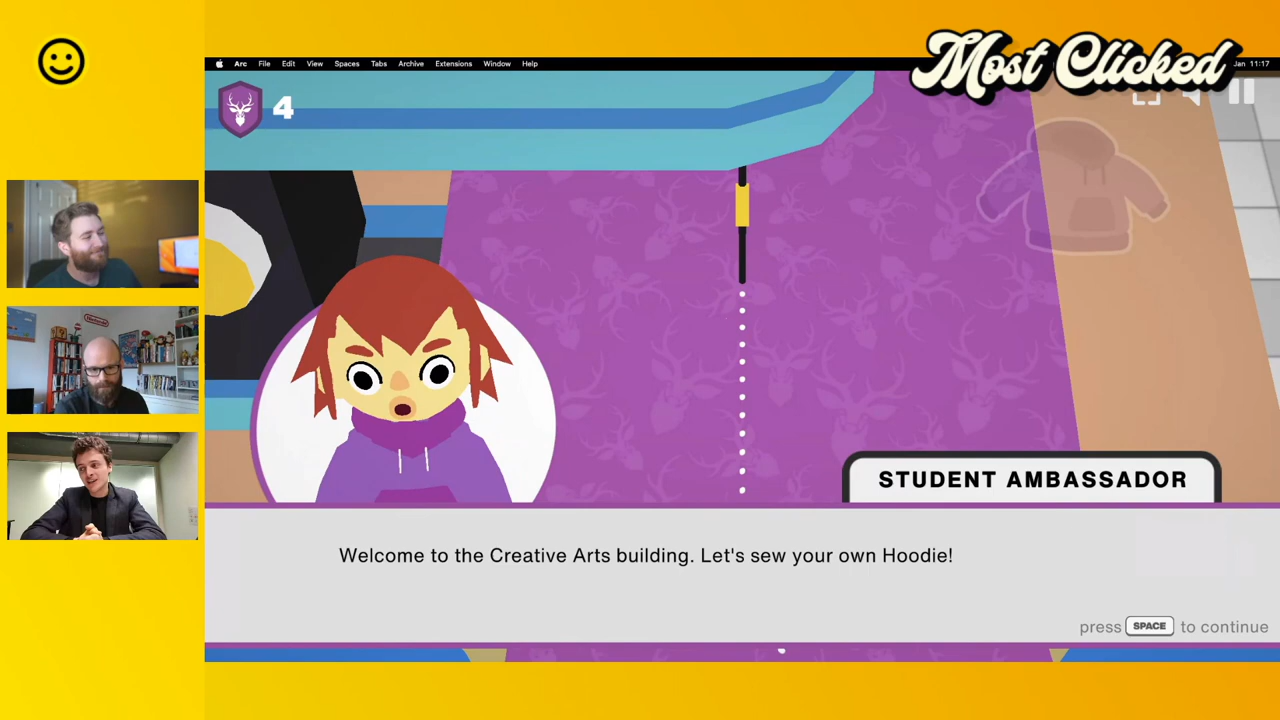 Most Clicked
Arc File Edit View Spaces Tabs Archive Extensions Window Help
Jan 11:17
4
Nintendo
STUDENT AMBASSADOR
Welcome to the Creative Arts building. Let's sew your own Hoodie!
press SPACE to continue